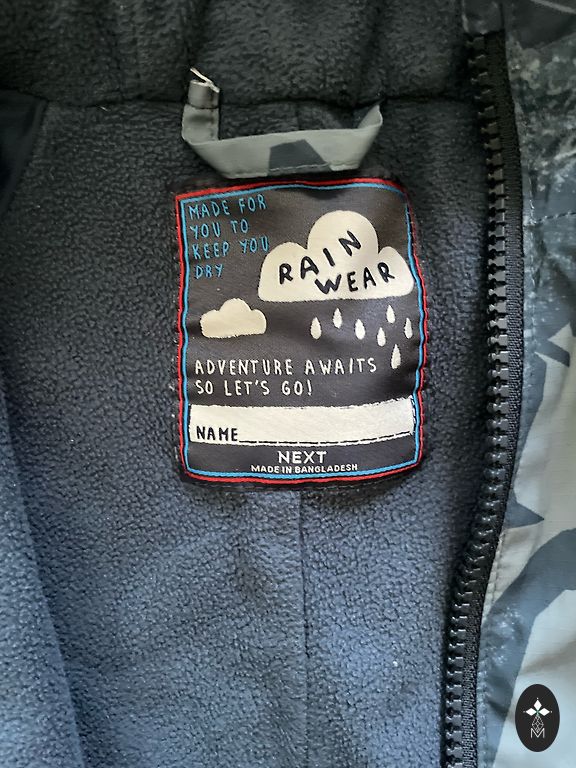 MADE FOR
YOU TO
KEEP YOU
DRY
RAIN
WEAR
ADVENTURE AWAITS
SO LET'S GO!
NAME
NEXT
MADE IN BANGLADESH
M